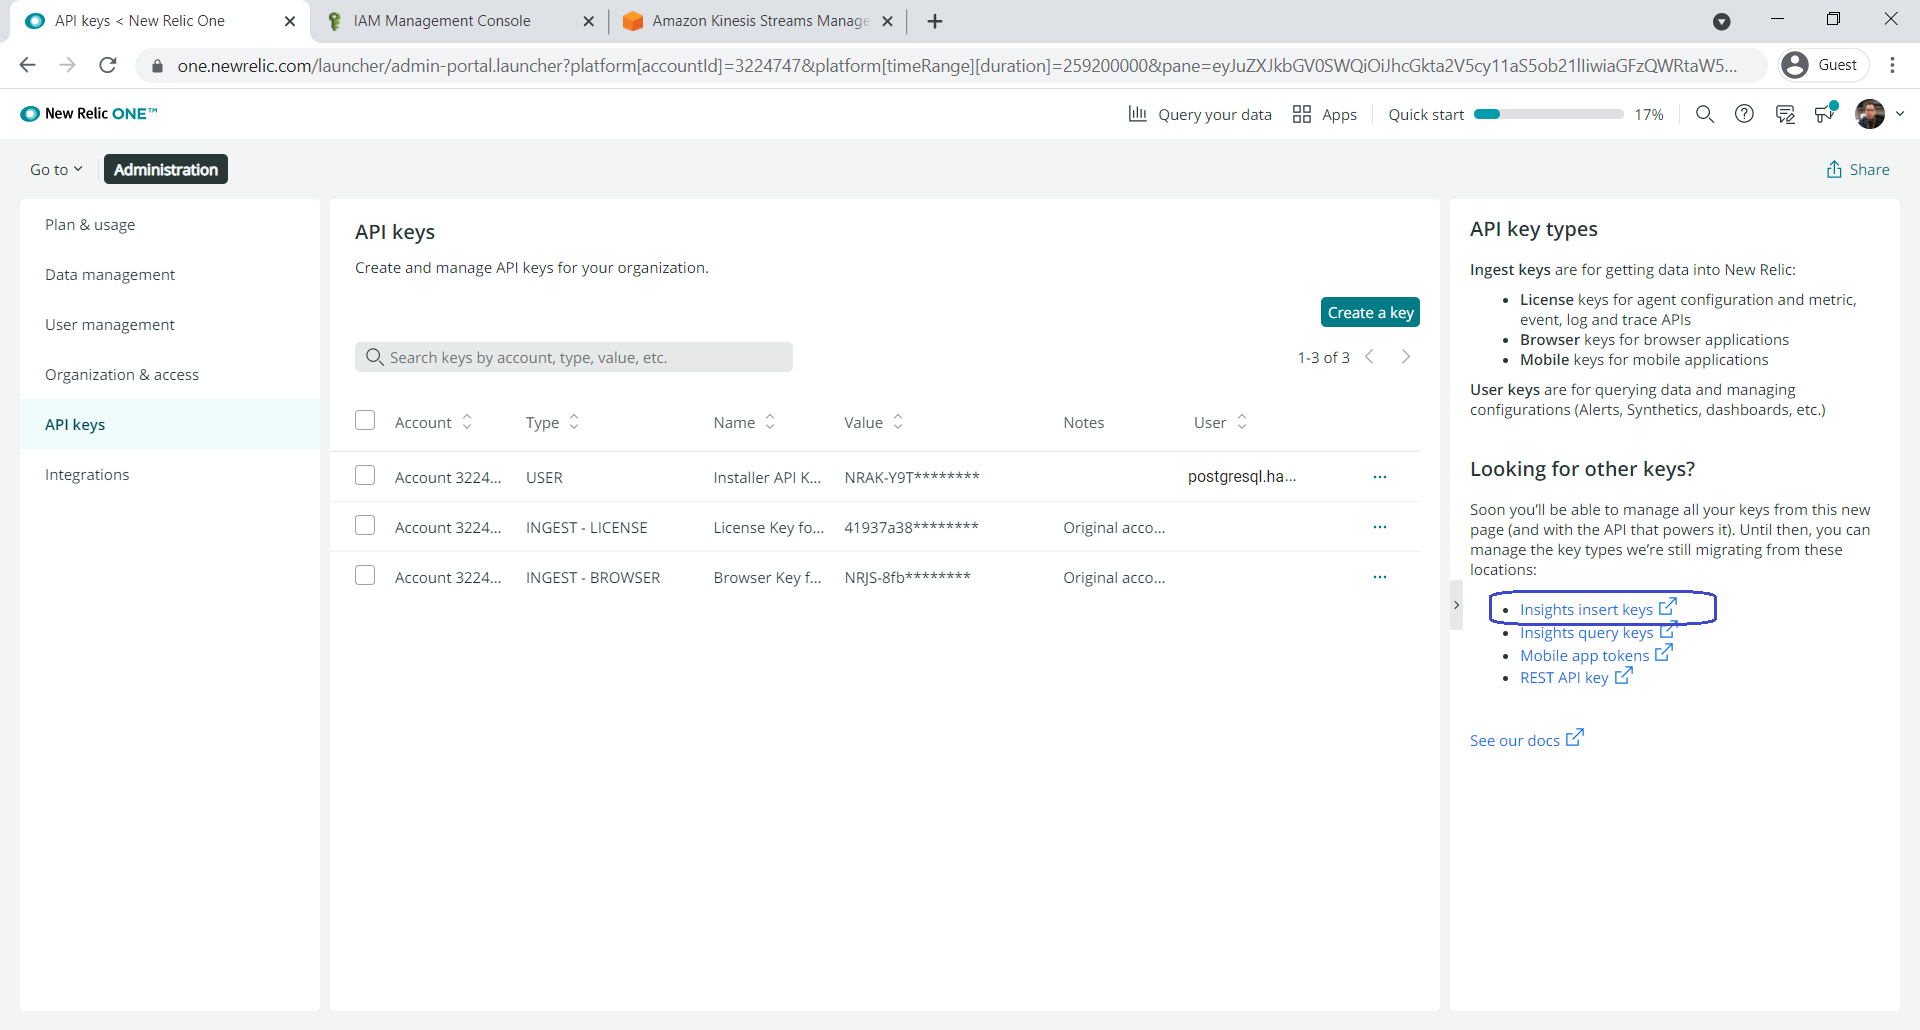 API keys < New Relic One
IAM Management Console
Amazon Kinesis Streams Manage
one.newrelic.com/launcher/admin-portal.launcher?platform[accountId]=3224747&platform[timeRange][duration]=259200000&pane=eyJuZXJkbGV0SWQiOiJhcGkta2V5cy11aS5ob21lIiwiaGFzQWRtaW5...
Guest
New Relic ONE™
Query your data
Apps
Quick start
17%
Go to
Administration
Share
Plan & usage
Data management
User management
Organization & access
API keys
Integrations
API keys
Create and manage API keys for your organization.
Create a key
Search keys by account, type, value, etc.
1-3 of 3
Account Type Name Value Notes User
Account 3224... USER Installer API K... NRAK-Y9T******** postgresql.ha... ...
Account 3224... INGEST - LICENSE License Key fo... 41937a38******** Original acco... ...
Account 3224... INGEST - BROWSER Browser Key f... NRJS-8fb******** Original acco... ...
API key types
Ingest keys are for getting data into New Relic:
• License keys for agent configuration and metric,
event, log and trace APIs
• Browser keys for browser applications
• Mobile keys for mobile applications
User keys are for querying data and managing
configurations (Alerts, Synthetics, dashboards, etc.)
Looking for other keys?
Soon you'll be able to manage all your keys from this new
page (and with the API that powers it). Until then, you can
manage the key types we're still migrating from these
locations:
• Insights insert keys
• Insights query keys
• Mobile app tokens
• REST API key
See our docs